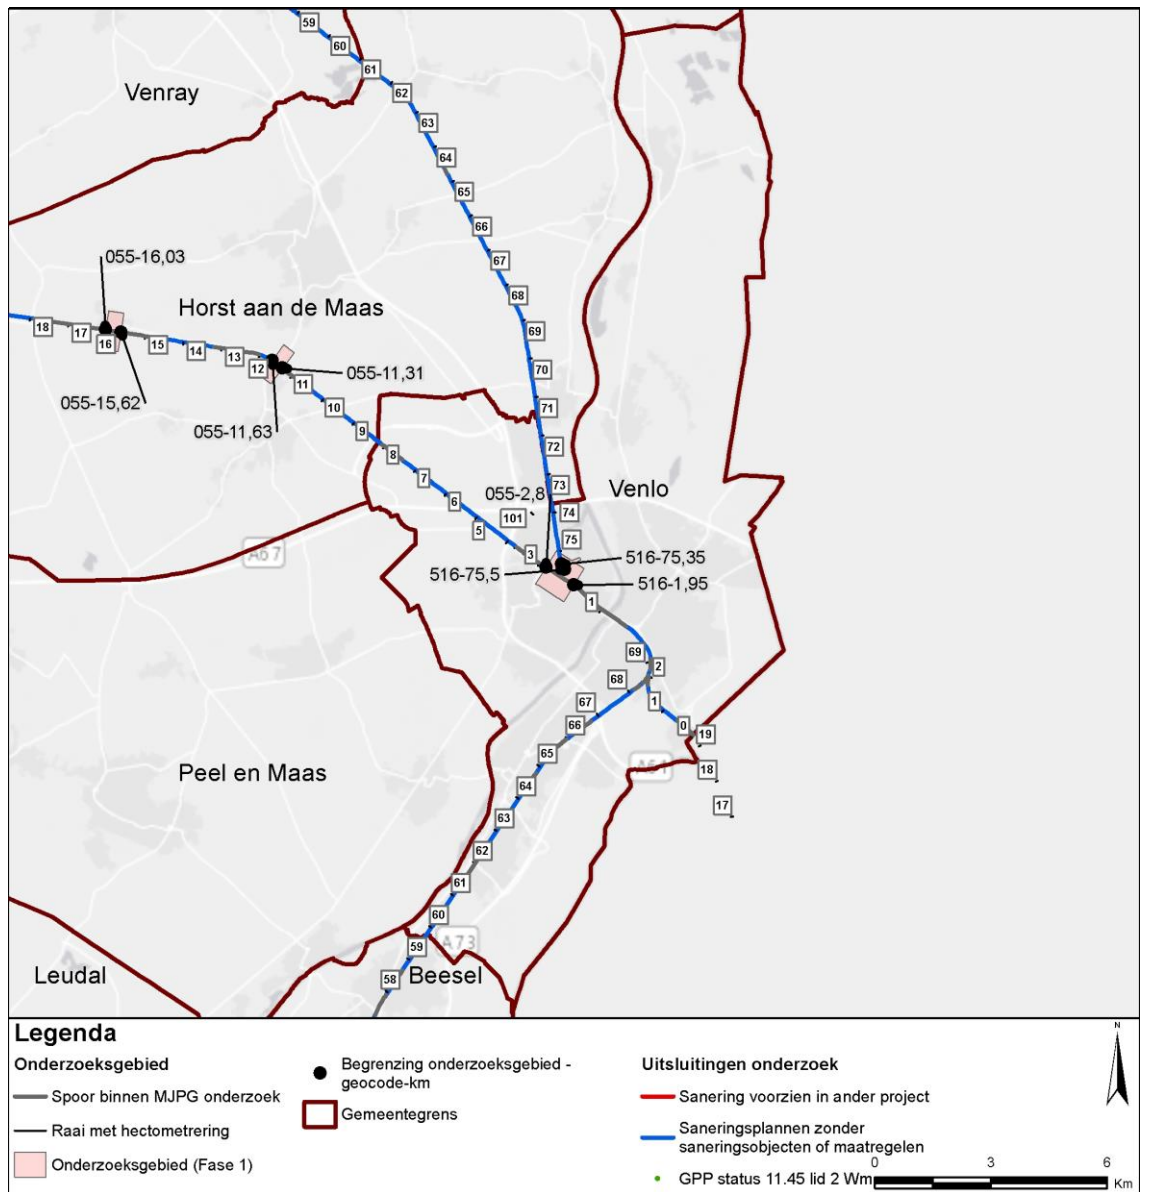 59
60
61
Venray
62
63
64
65
66
67
055-16,03
68
Horst aan de Maas
18
17
16
15
14
13
12
69
70
055-11,31
11
055-15,62
10
71
055-11,63
9
8
72
7
73
055-2,8
Venlo
6
101
74
5
75
A67
3
516-75,35
516-75,5
516-1,95
1
69
2
68
67
1
66
0
19
65
A61
18
Peel en Maas
64
17
63
62
61
60
A73
59
Leudal
58
Beesel
Legenda
Onderzoeksgebied
Spoor binnen MJPG onderzoek
Raai met hectometrering
Onderzoeksgebied (Fase 1)
Begrenzing onderzoeksgebied -
geocode-km
Gemeentegrens
Uitsluitingen onderzoek
Sanering voorzien in ander project
Saneringsplannen zonder
saneringsobjecten of maatregelen
GPP status 11.45 lid 2 Wm
N
0
3
6
Km